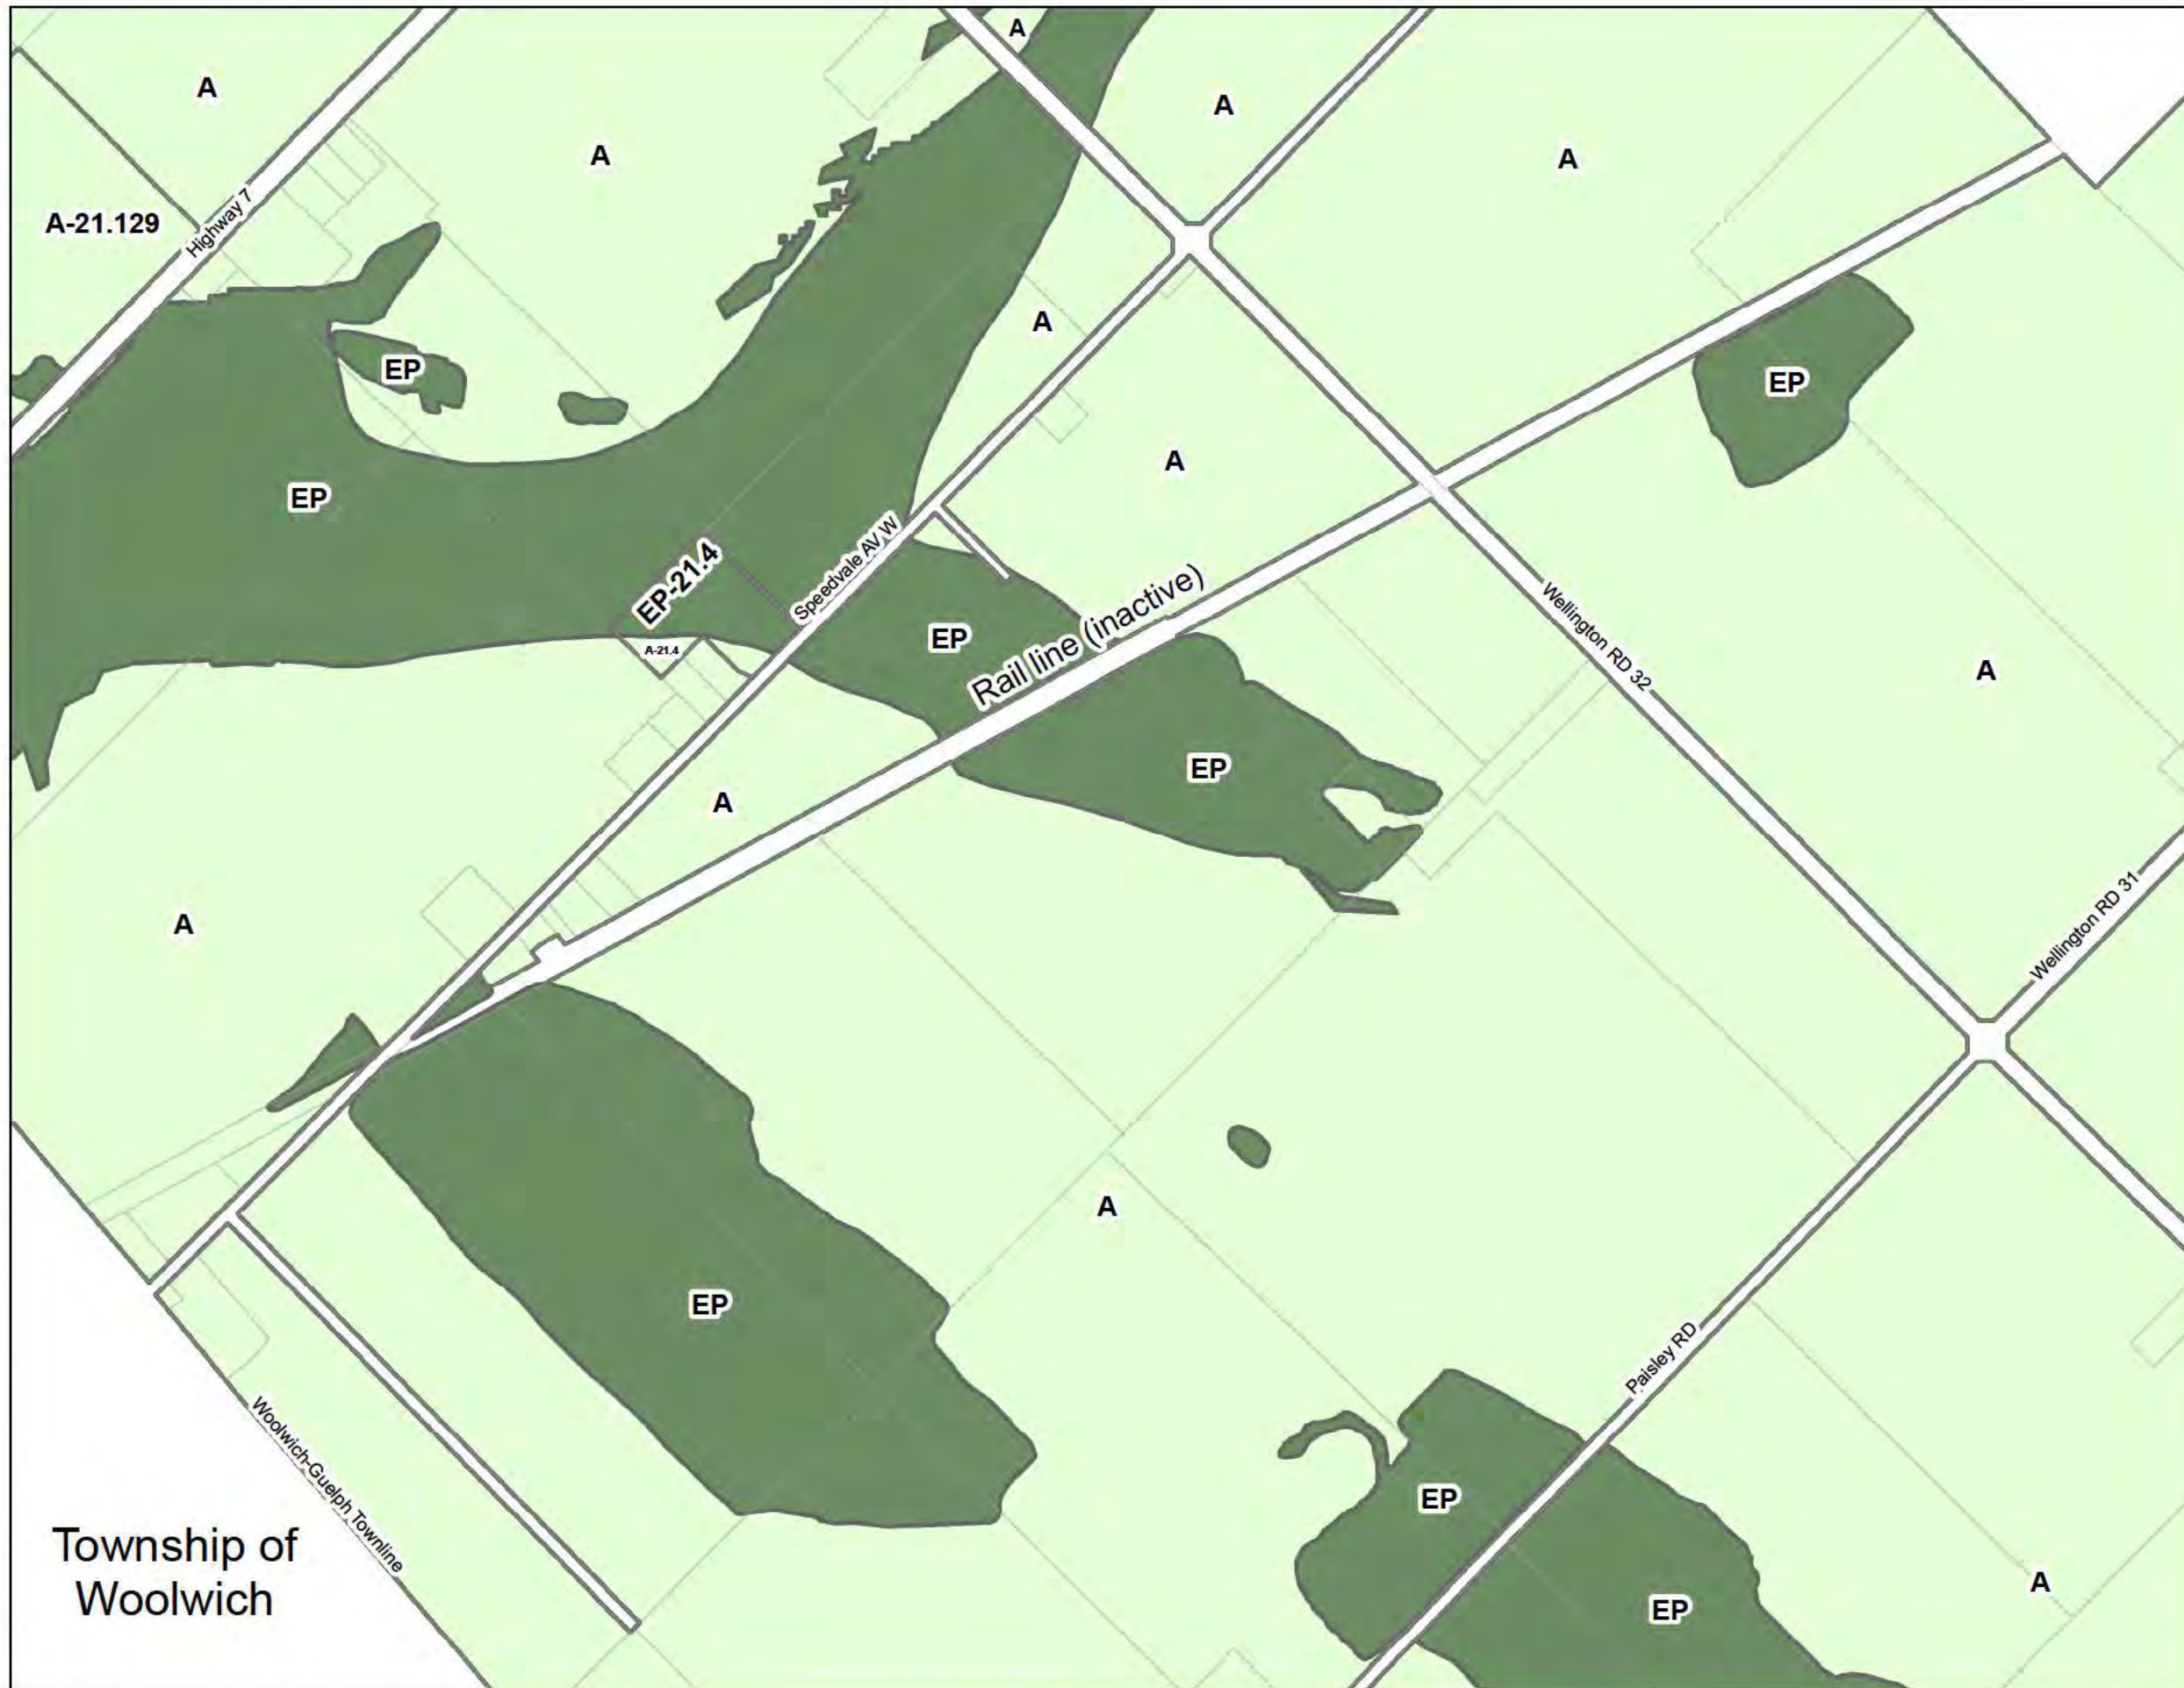 A
A
A
A
A
A
A-21.129
Highway 7
A
EP
EP
A
EP
EP-21.4
Speedvale AV W
EP
A-21.4
Rail line (inactive)
Wellington RD 32
A
EP
A
A
Wellington RD 31
A
EP
Paisley RD
Woolwich-Guelph Townline
EP
Township of
Woolwich
EP
A